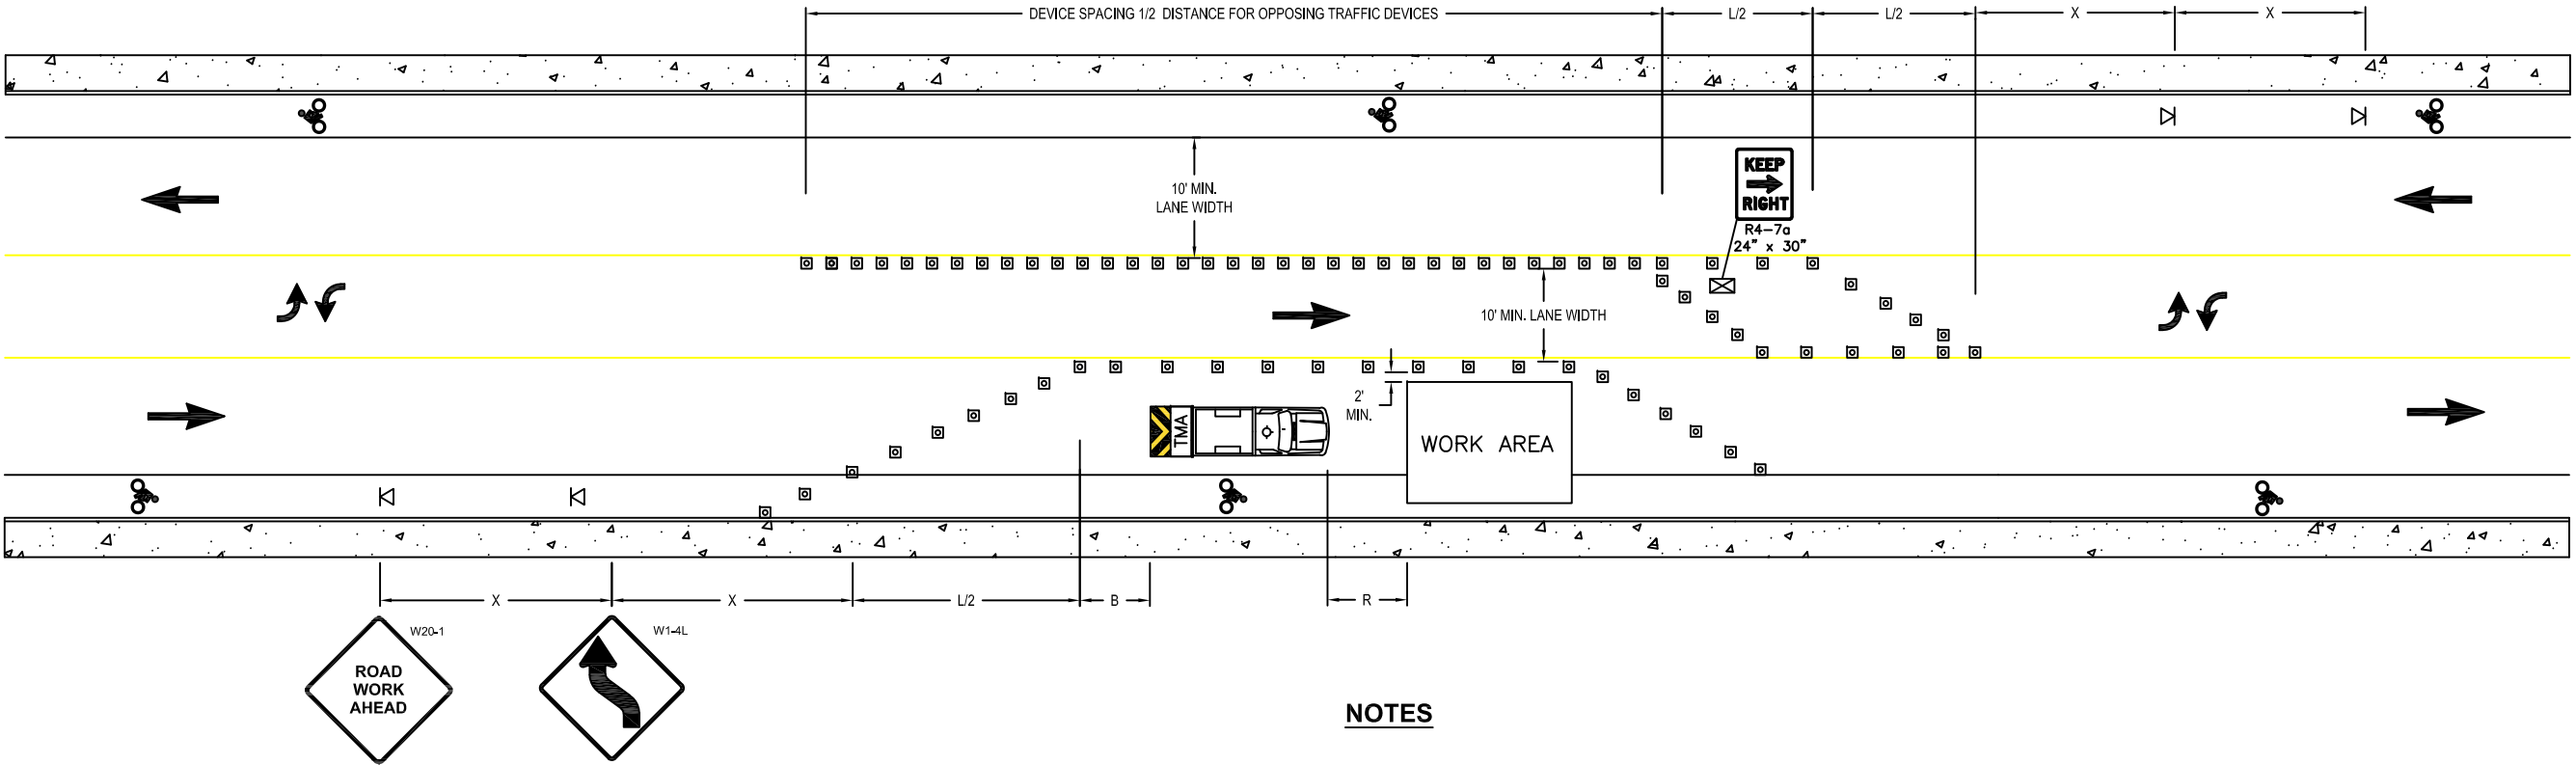 DEVICE SPACING 1/2 DISTANCE FOR OPPOSING TRAFFIC DEVICES
L/2
L/2
X
X
10' MIN.
LANE WIDTH
KEEP
RIGHT
R4-7a
24" x 30"
10' MIN. LANE WIDTH
2'
MIN.
TMA
WORK AREA
X
X
L/2
B
R
W20-1
ROAD
WORK
AHEAD
W1-4L
NOTES